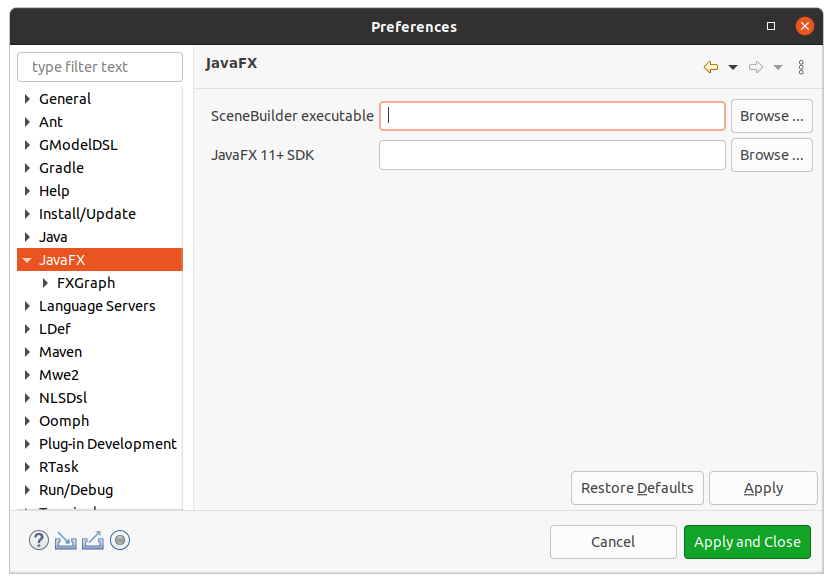 Preferences
type filter text
General
Ant
GModelDSL
Gradle
Help
Install/Update
Java
JavaFX
FXGraph
Language Servers
LDef
Maven
Mwe2
NLSDsl
Oomph
Plug-in Development
RTask
Run/Debug
JavaFX
SceneBuilder executable Browse ...
JavaFX 11+ SDK Browse ...
Restore Defaults Apply
? Cancel Apply and Close